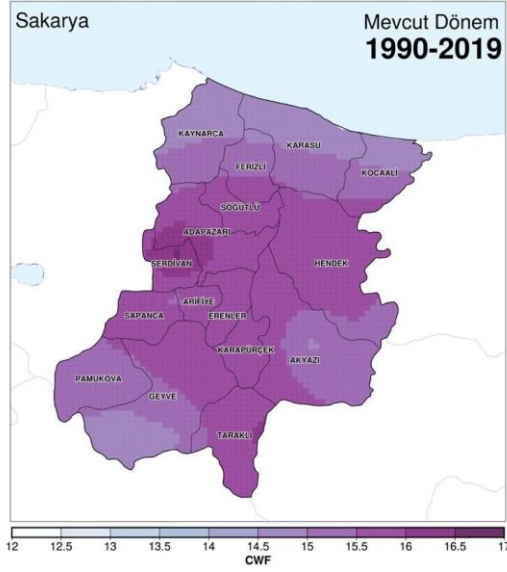 Sakarya
Mevcut Dönem
1990-2019
KAYNARCA
KARASU
FERİZLİ
KOCAALİ
SÖĞÜTLÜ
ADAPAZARI
SERDİVAN
HENDEK
ARİFİYE
SAPANCA
ERENLER
KARAPÜRÇEK
AKYAZI
PAMUKOVA
GEYVE
TARAKLI
12 12.5 13 13.5 14 14.5 15 15.5 16 16.5 17
CWF